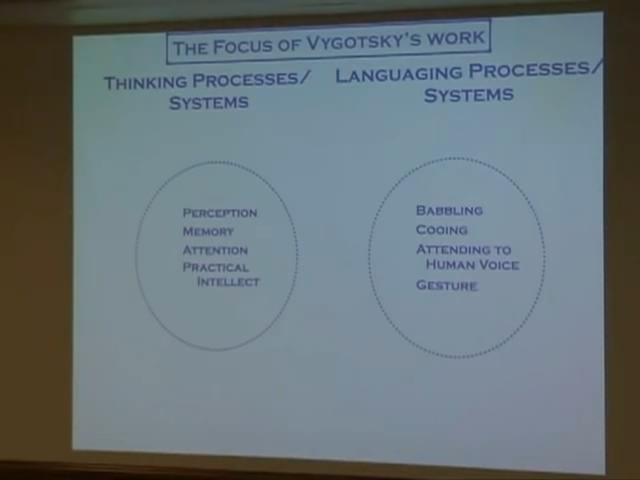 THE FOCUS OF VYGOTSKY'S WORK
THINKING PROCESSES/
SYSTEMS
PERCEPTION
MEMORY
ATTENTION
PRACTICAL
INTELLECT
LANGUAGING PROCESSES/
SYSTEMS
BABBLING
COOING
ATTENDING TO
HUMAN VOICE
GESTURE